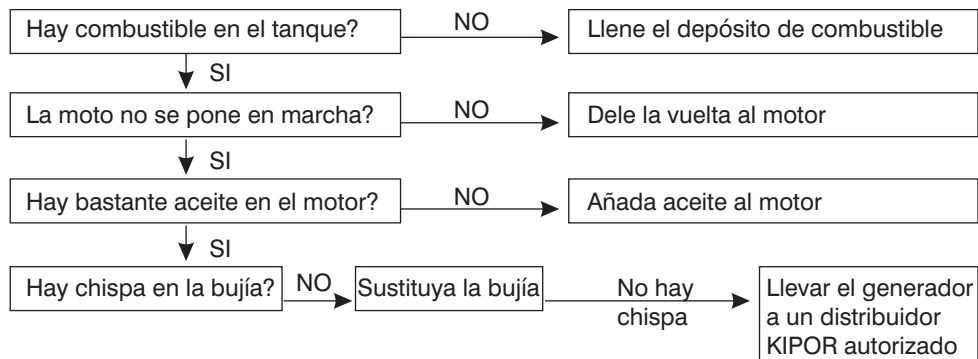 Hay combustible en el tanque?
NO
Llene el depósito de combustible
SI
La moto no se pone en marcha?
NO
Dele la vuelta al motor
SI
Hay bastante aceite en el motor?
NO
Añada aceite al motor
SI
Hay chispa en la bujía?
NO
Sustituya la bujía
No hay
chispa
Llevar el generador
a un distribuidor
KIPOR autorizado